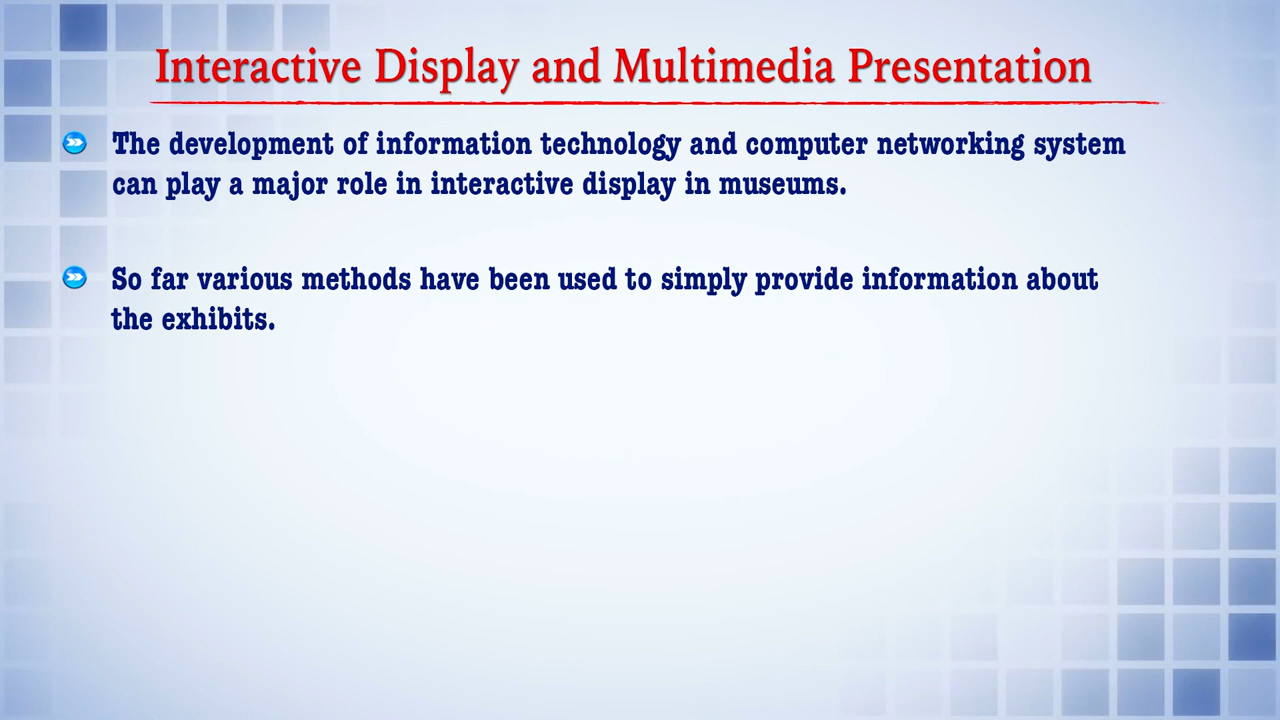 Interactive Display and Multimedia Presentation
The development of information technology and computer networking system
can play a major role in interactive display in museums.
So far various methods have been used to simply provide information about
the exhibits.